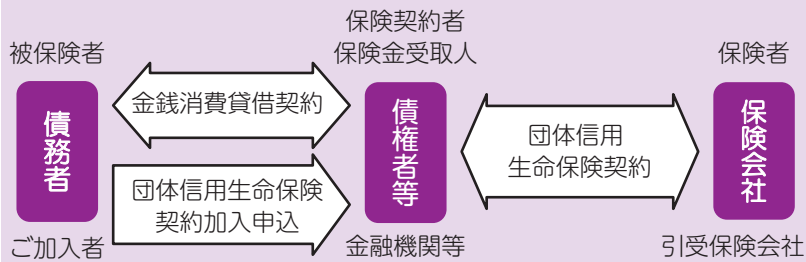 保険契約者
被保険者
保険金受取人
保険者
債務者
金銭消費貸借契約
団体信用生命保険
契約加入申込
債権者等
団体信用
生命保険契約
保険会社
ご加入者
金融機関等
引受保険会社